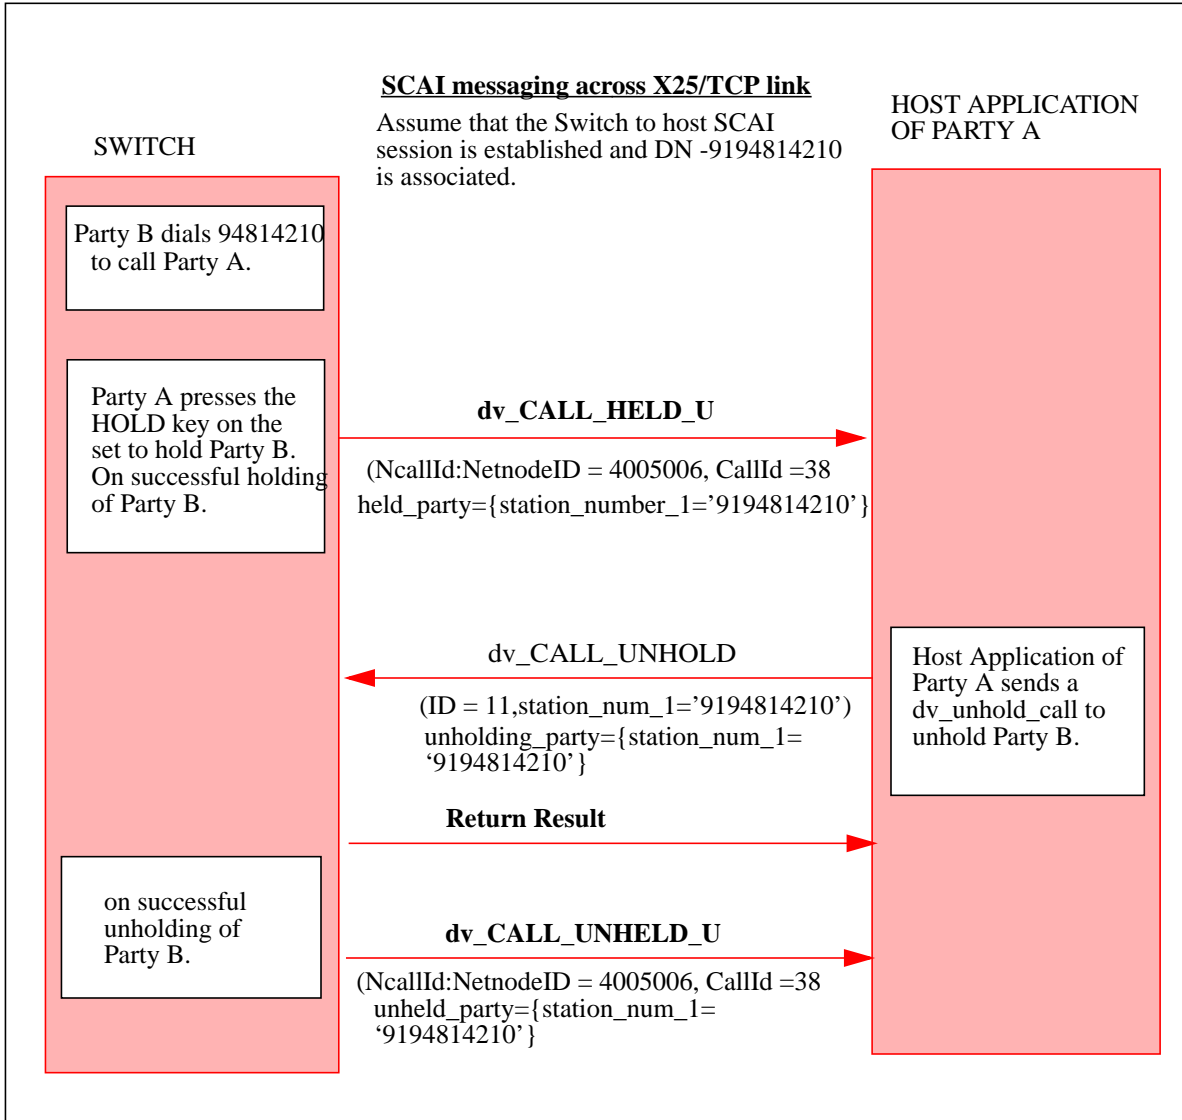 SCAI messaging across X25/TCP link
Assume that the Switch to host SCAI
session is established and DN -9194814210
is associated.
HOST APPLICATION
OF PARTY A
SWITCH
Party B dials 94814210
to call Party A.
Party A presses the
HOLD key on the
set to hold Party B.
On successful holding
of Party B.
dv_CALL_HELD_U
(NcallId:NetnodeID = 4005006, CallId =38
held_party={station_number_1=’9194814210’}
dv_CALL_UNHOLD
(ID = 11,station_num_1=’9194814210’)
unholding_party={station_num_1=
‘9194814210’}
Host Application of
Party A sends a
dv_unhold_call to
unhold Party B.
Return Result
on successful
unholding of
Party B.
dv_CALL_UNHELD_U
(NcallId:NetnodeID = 4005006, CallId =38
unheld_party={station_num_1=
‘9194814210’}